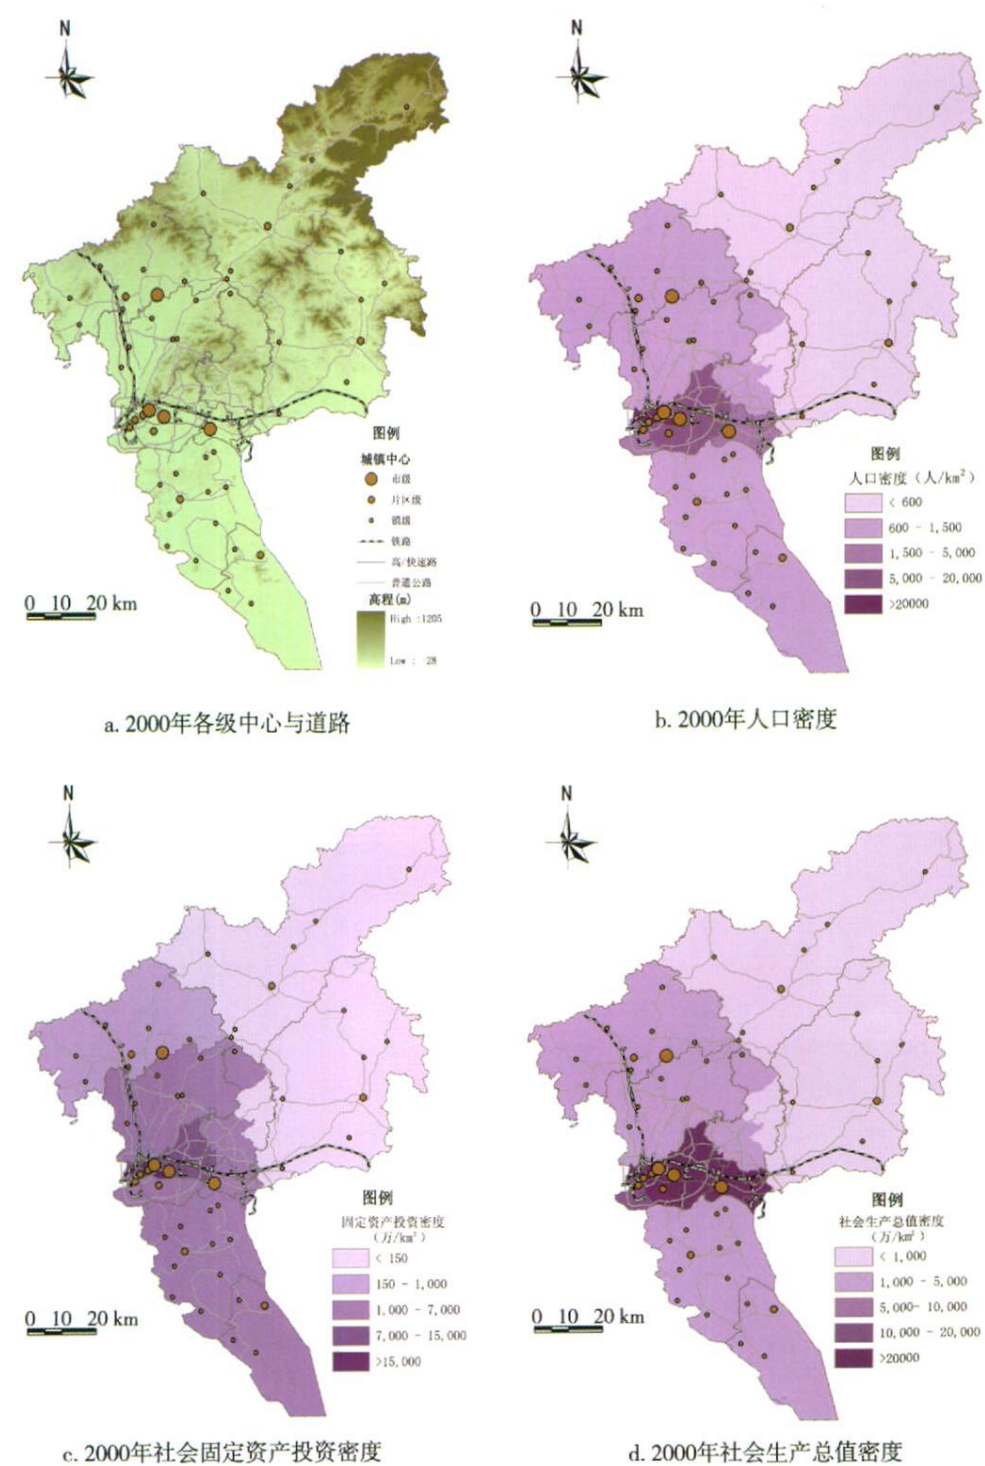 N
图例
城镇中心
市级
片区级
镇级
铁路
高/快速路
普通公路
高程(m)
High :1205
Low : -28
0 10 20 km
a. 2000年各级中心与道路
N
图例
人口密度（人/km²）
< 600
600 - 1,500
1,500 - 5,000
5,000 - 20,000
>20000
0 10 20 km
b. 2000年人口密度
N
图例
固定资产投资密度
（万/km²）
< 150
150 - 1,000
1,000 - 7,000
7,000 - 15,000
>15,000
0 10 20 km
c. 2000年社会固定资产投资密度
N
图例
社会生产总值密度
（万/km²）
< 1,000
1,000 - 5,000
5,000- 10,000
10,000 - 20,000
>20000
0 10 20 km
d. 2000年社会生产总值密度